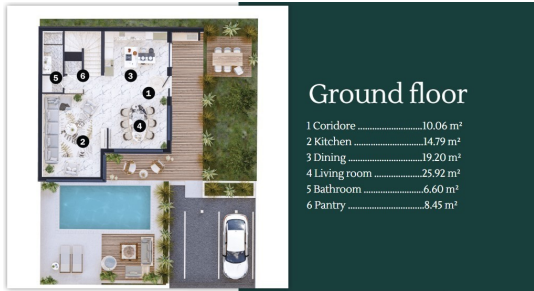 5
6
3
1
4
2
Ground floor
1 Coridore ...........................10.06 m²
2 Kitchen .............................14.79 m²
3 Dining ..............................19.20 m²
4 Living room .....................25.92 m²
5 Bathroom .........................6.60 m²
6 Pantry ................................8.45 m²